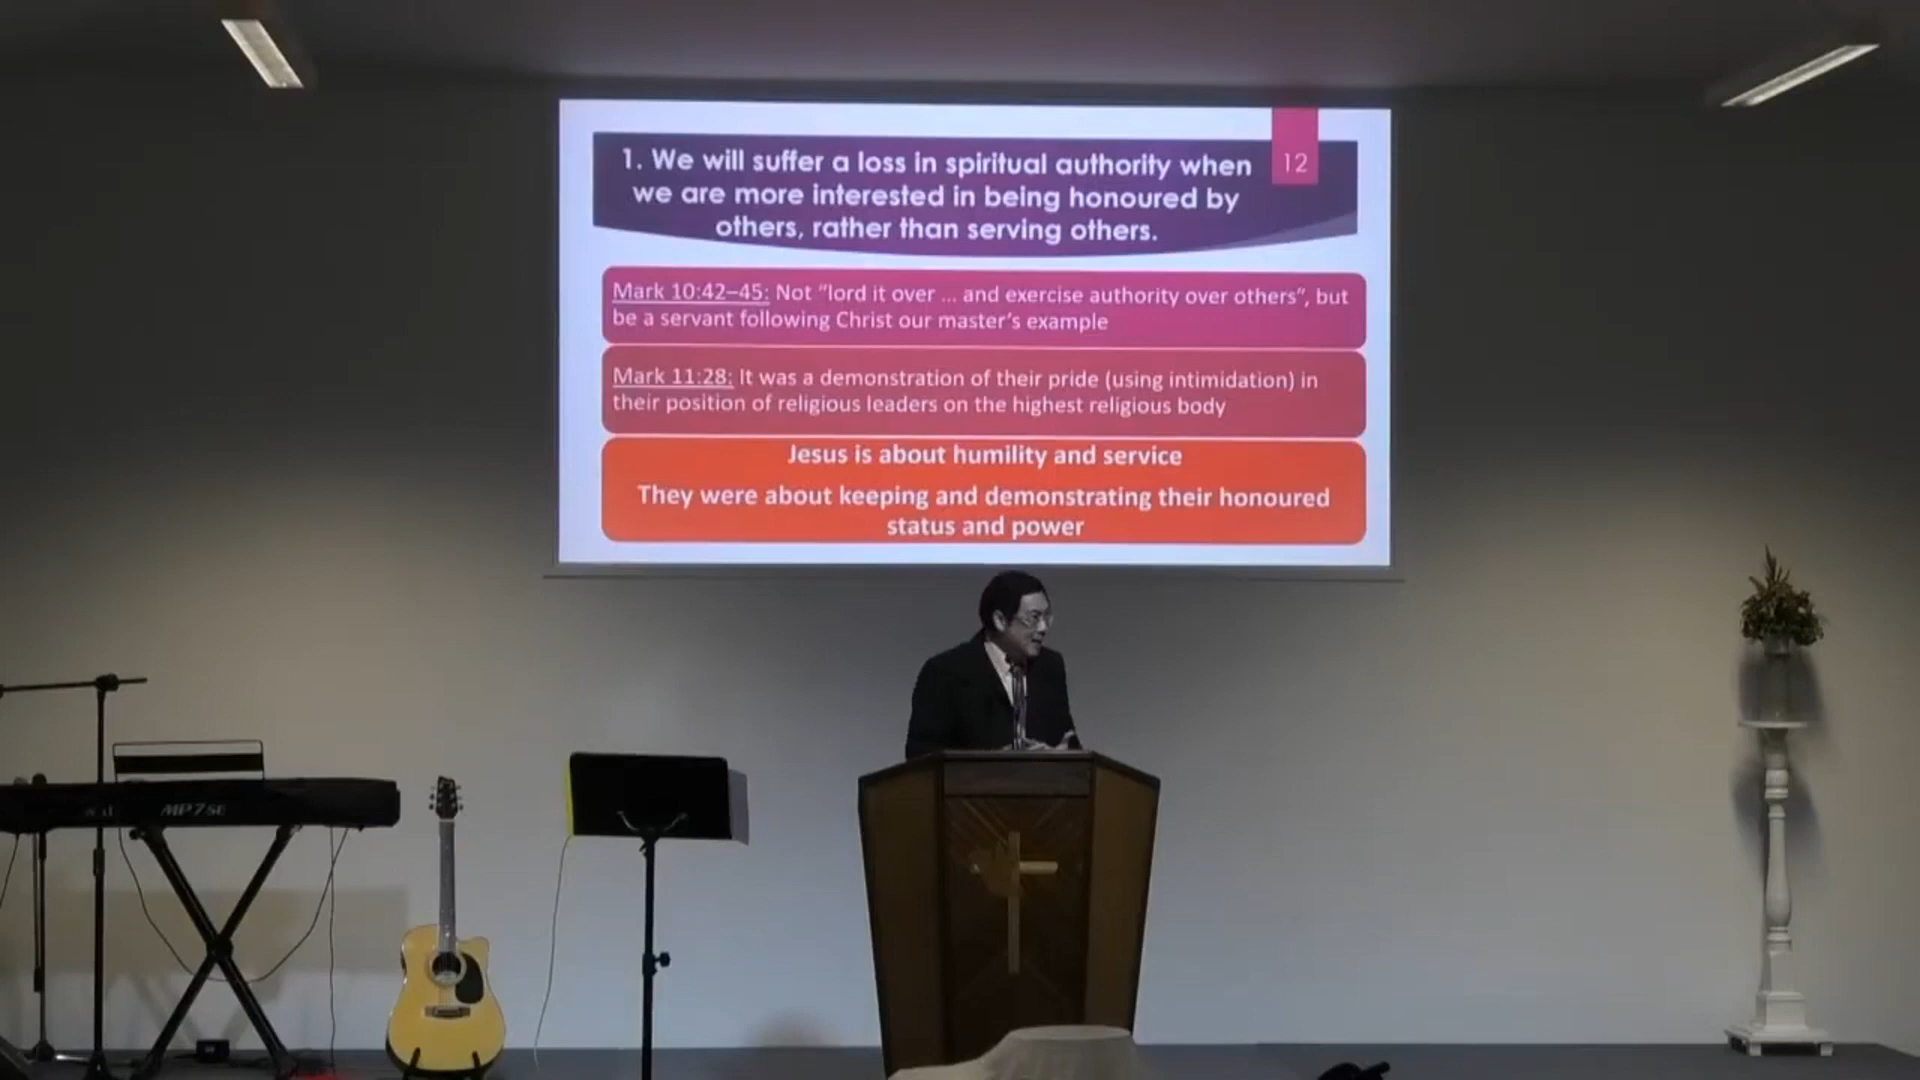 12
1. We will suffer a loss in spiritual authority when
we are more interested in being honoured by
others, rather than serving others.
Mark 10:42–45: Not “lord it over ... and exercise authority over others”, but
be a servant following Christ our master’s example
Mark 11:28: It was a demonstration of their pride (using intimidation) in
their position of religious leaders on the highest religious body
Jesus is about humility and service
They were about keeping and demonstrating their honoured
status and power
MP7SE